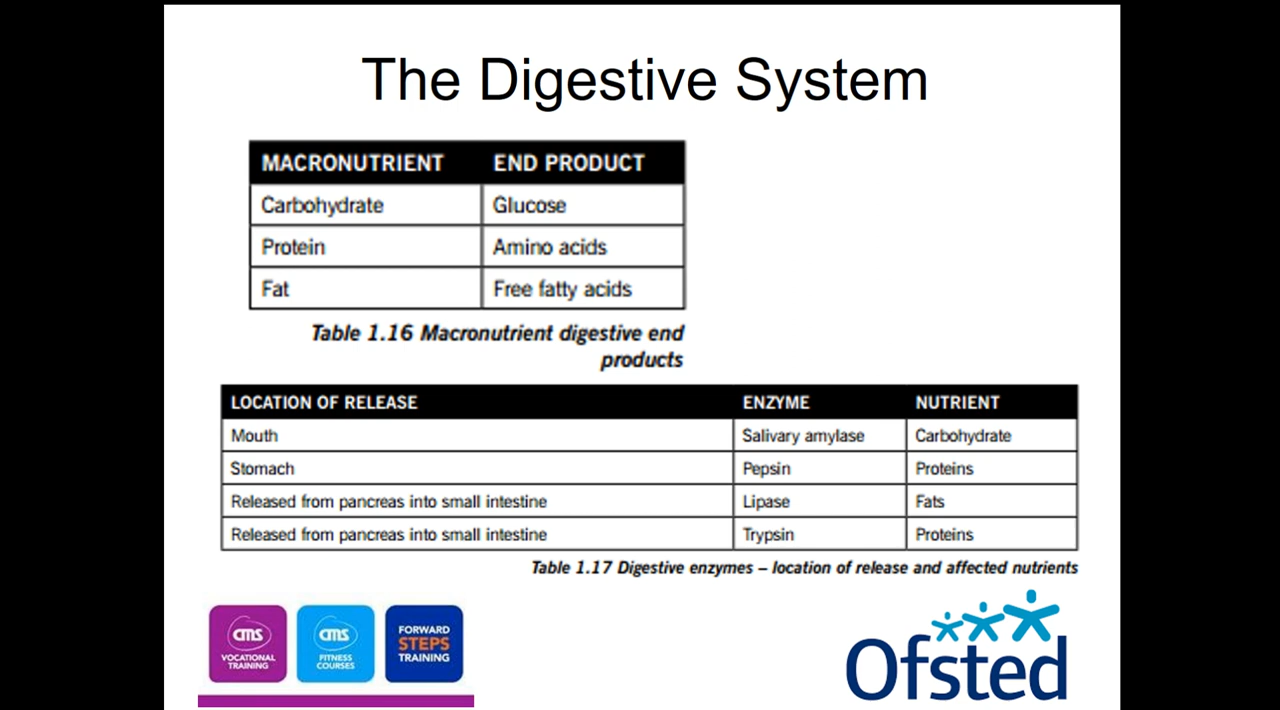 The Digestive System
MACRONUTRIENT END PRODUCT
Carbohydrate Glucose
Protein Amino acids
Fat Free fatty acids
Table 1.16 Macronutrient digestive end
products
LOCATION OF RELEASE ENZYME NUTRIENT
Mouth Salivary amylase Carbohydrate
Stomach Pepsin Proteins
Released from pancreas into small intestine Lipase Fats
Released from pancreas into small intestine Trypsin Proteins
Table 1.17 Digestive enzymes – location of release and affected nutrients
cms
VOCATIONAL
TRAINING
cms
FITNESS
COURSES
FORWARD
STEPS
TRAINING
Ofsted